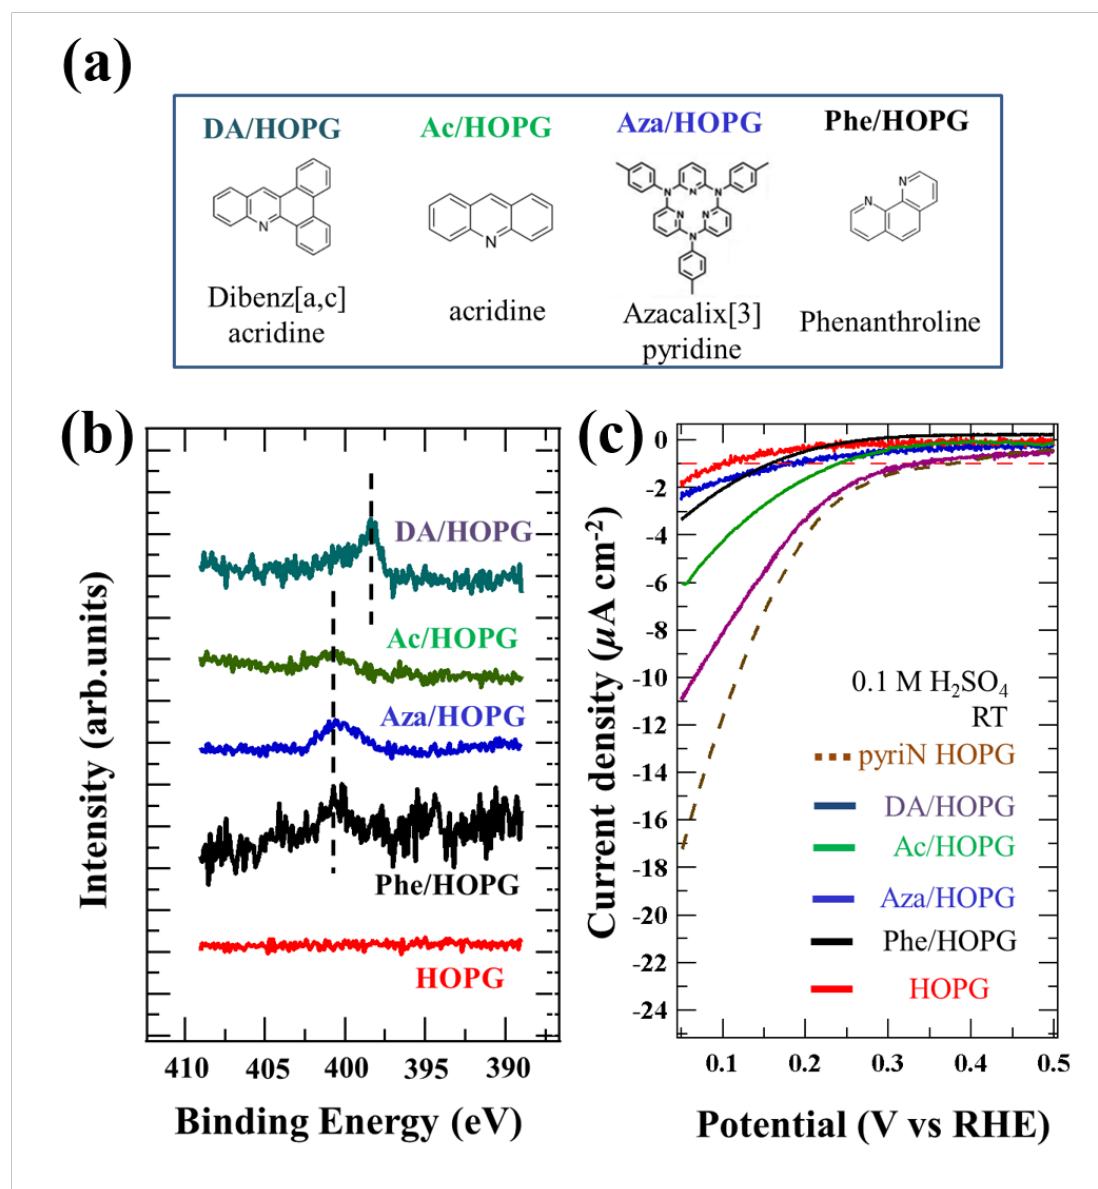 (a)
DA/HOPG
Ac/HOPG
Aza/HOPG
Phe/HOPG
N
N
N
N
N
N
N
N
N
N
Dibenz[a,c]
acridine
acridine
Azacalix[3]
pyridine
Phenanthroline
(b)
DA/HOPG
Ac/HOPG
Aza/HOPG
Phe/HOPG
HOPG
Intensity (arb.units)
410 405 400 395 390
Binding Energy (eV)
(c)
0
-2
-4
-6
-8
-10
-12
-14
-16
-18
-20
-22
-24
Current density (μA cm-2)
0.1 M H2SO4
RT
pyriN HOPG
DA/HOPG
Ac/HOPG
Aza/HOPG
Phe/HOPG
HOPG
0.1 0.2 0.3 0.4 0.5
Potential (V vs RHE)